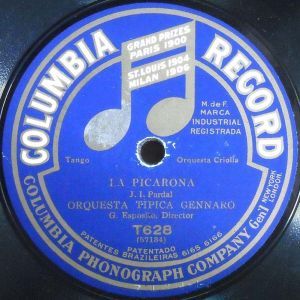 COLUMBIA RECORD
GRAND PRIZES
PARIS 1900
ST. LOUIS 1904
MILAN 1906
M. de F.
MARCA
INDUSTRIAL
REGISTRADA
Tango
Orquesta Criolla
LA PICARONA
J. I. Pardal
ORQUESTA TIPICA GENNARO
G. Esposito, Director
T628
(57184)
PATENTADO
PATENTES BRAZILEIRAS 6165 6166
COLUMBIA PHONOGRAPH COMPANY Gen'l NEW YORK LONDON.